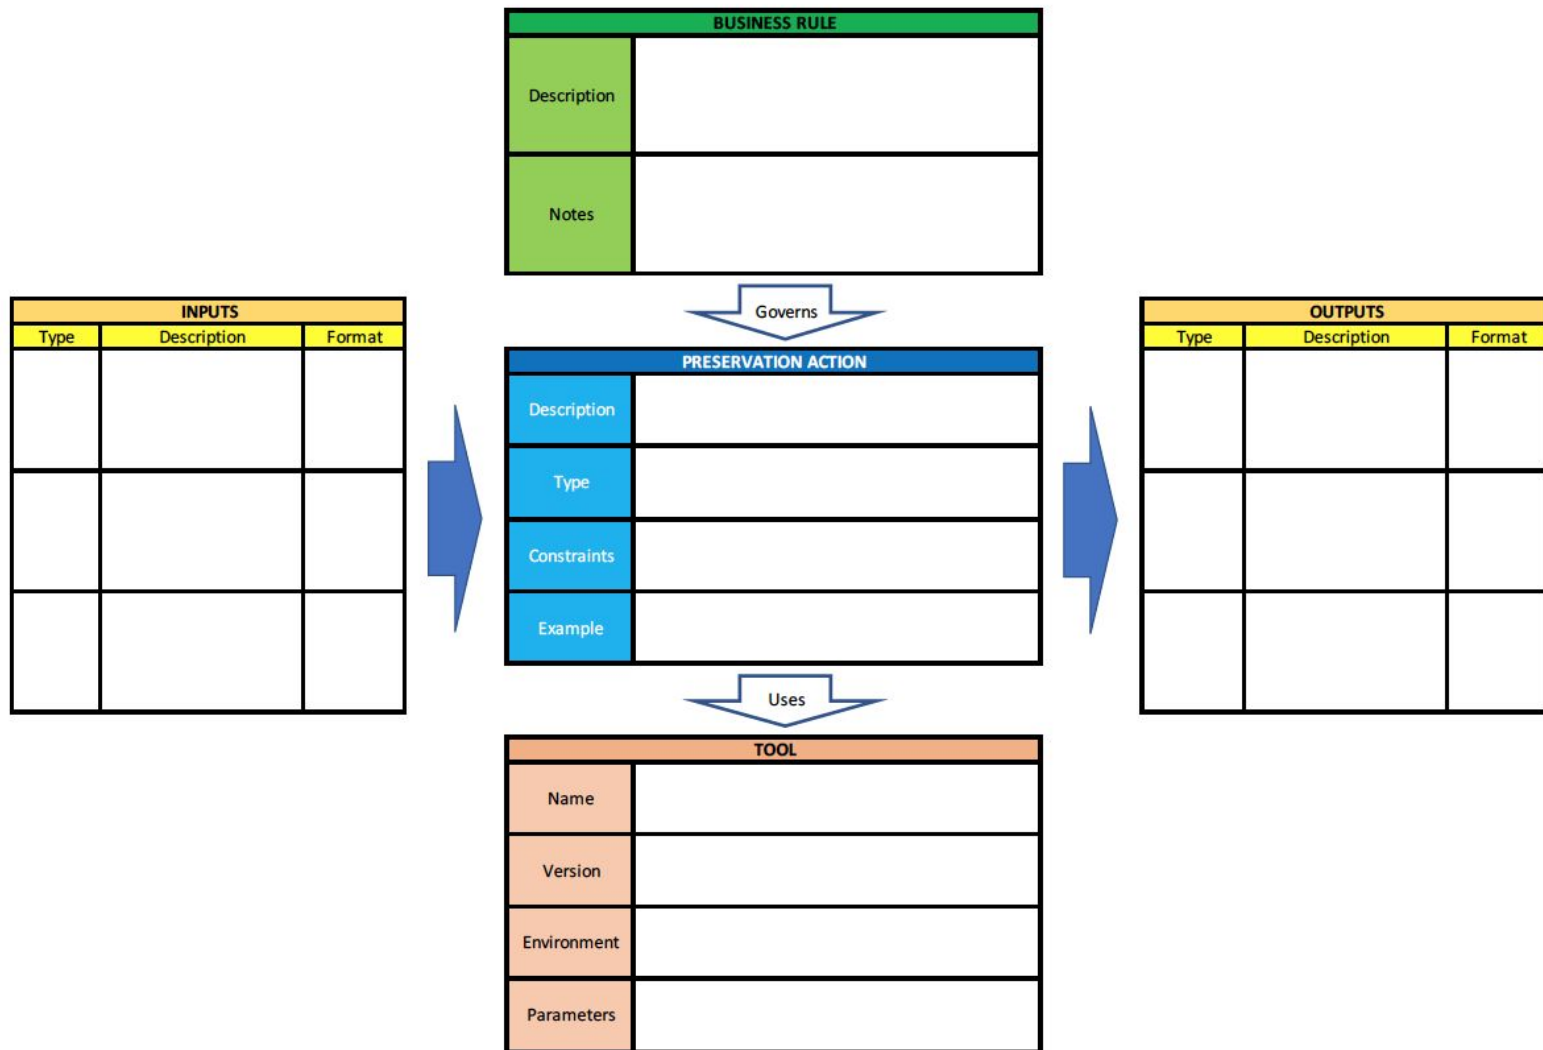 BUSINESS RULE
Description
Notes
Governs
INPUTS
Type Description Format
PRESERVATION ACTION
Description
Type
Constraints
Example
OUTPUTS
Type Description Format
Uses
TOOL
Name
Version
Environment
Parameters